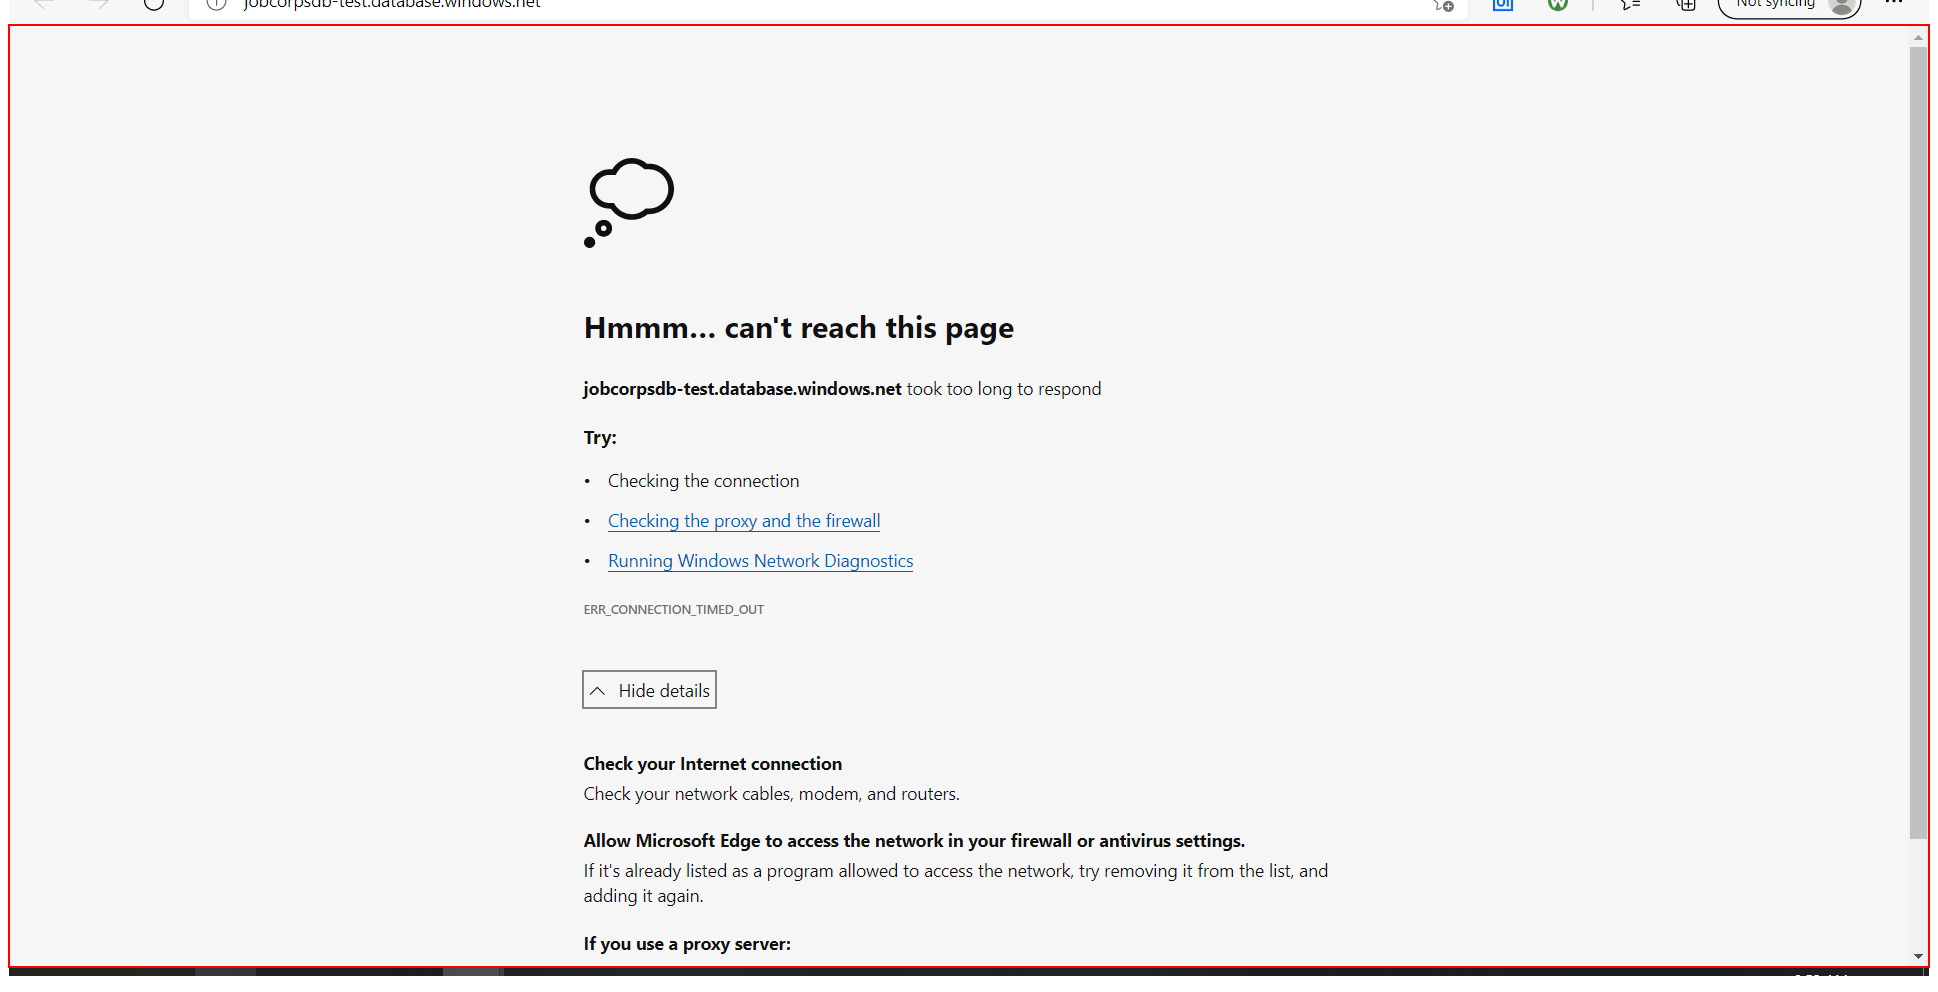 jobcorpsdb-test.database.windows.net
Not syncing
Hmmm... can't reach this page
jobcorpsdb-test.database.windows.net took too long to respond
Try:
• Checking the connection
• Checking the proxy and the firewall
• Running Windows Network Diagnostics
ERR_CONNECTION_TIMED_OUT
Hide details
Check your Internet connection
Check your network cables, modem, and routers.
Allow Microsoft Edge to access the network in your firewall or antivirus settings.
If it's already listed as a program allowed to access the network, try removing it from the list, and
adding it again.
If you use a proxy server: